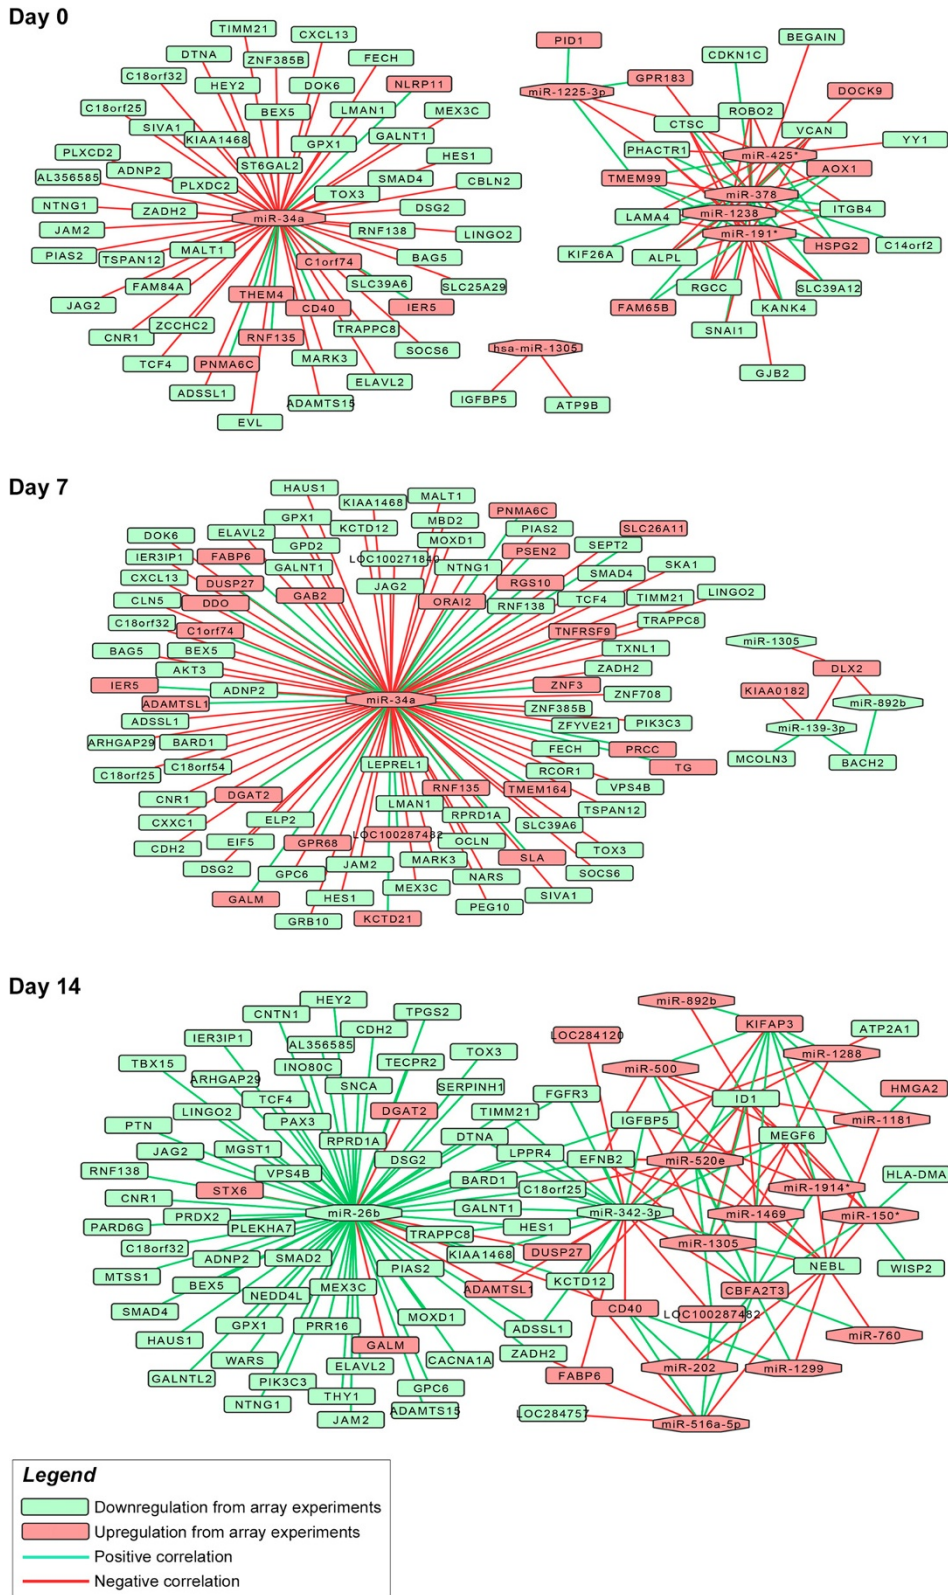 Day 0
TIMM21
CXCL13
DTNA
ZNF385B
FECH
C18orf32
HEY2
DOK6
NLRP11
C18orf25
BEX5
LMAN1
MEX3C
SIVA1
KIAA1468
GPX1
GALNT1
PLXCD2
ADNP2
ST6GAL2
HES1
AL356585
PLXDC2
TOX3
SMAD4
CBLN2
NTNG1
ZADH2
miR-34a
DSG2
JAM2
RNF138
LINGO2
PIAS2
TSPAN12
MALT1
C1orf74
BAG5
FAM84A
THEM4
SLC39A6
SLC25A29
JAG2
CD40
IER5
CNR1
ZCCHC2
RNF135
TRAPPC8
SOCS6
TCF4
PNMA6C
MARK3
ELAVL2
ADSSL1
ADAMTS15
EVL
PID1
BEGAIN
CDKN1C
GPR183
miR-1225-3p
DOCK9
ROBO2
CTSC
VCAN
YY1
PHACTR1
miR-425*
TMEM99
AOX1
miR-378
LAMA4
miR-1238
ITGB4
miR-191*
KIF26A
ALPL
HSPG2
C14orf2
RGCC
SLC39A12
FAM65B
KANK4
SNAI1
GJB2
hsa-miR-1305
IGFBP5
ATP9B
Day 7
HAUS1
KIAA1468
MALT1
PNMA6C
GPX1
KCTD12
MBD2
PIAS2
SLC26A11
DOK6
ELAVL2
GPD2
MOXD1
PSEN2
SEPT2
IER3IP1
FABP6
LOC100271840
NTNG1
SKA1
CXCL13
DUSP27
GALNT1
JAG2
RGS10
SMAD4
LINGO2
CLN5
DDO
GAB2
ORAI2
RNF138
TCF4
TIMM21
C18orf32
C1orf74
TNFRSF9
TRAPPC8
BAG5
BEX5
TXNL1
AKT3
ZADH2
IER5
ADNP2
miR-34a
ZNF3
ZNF708
ADAMTSL1
ZNF385B
ADSSL1
ZFYVE21
PIK3C3
ARHGAP29
BARD1
FECH
PRCC
C18orf25
C18orf54
LEPREL1
RCOR1
TG
CNR1
DGAT2
RNF135
TMEM164
VPS4B
CXXC1
ELP2
LMAN1
RPRD1A
TSPAN12
CDH2
EIF5
GPR68
LOC100287482
OCLN
SLC39A6
TOX3
DSG2
GPC6
JAM2
MARK3
SLA
SOCS6
GALM
HES1
MEX3C
NARS
SIVA1
GRB10
KCTD21
PEG10
miR-1305
DLX2
KIAA0182
miR-892b
miR-139-3p
MCOLN3
BACH2
Day 14
HEY2
CNTN1
TPGS2
IER3IP1
CDH2
AL356585
TOX3
TBX15
INO80C
TECPR2
ARHGAP29
SNCA
SERPINH1
TCF4
DGAT2
LINGO2
PAX3
TIMM21
PTN
RPRD1A
DTNA
JAG2
MGST1
DSG2
LPPR4
RNF138
VPS4B
BARD1
STX6
C18orf25
CNR1
miR-26b
GALNT1
PARD6G
PRDX2
PLEKHA7
TRAPPC8
HES1
C18orf32
ADNP2
SMAD2
KIAA1468
DUSP27
MTSS1
PIAS2
KCTD12
BEX5
NEDD4L
MEX3C
ADAMTSL1
SMAD4
GPX1
PRR16
MOXD1
ADSSL1
HAUS1
GALM
ZADH2
WARS
ELAVL2
CACNA1A
GALNTL2
PIK3C3
GPC6
FABP6
NTNG1
THY1
ADAMTS15
JAM2
LOC284757
miR-892b
LOC284120
KIFAP3
ATP2A1
miR-500
miR-1288
FGFR3
ID1
HMGA2
IGFBP5
miR-1181
EFNB2
MEGF6
miR-520e
HLA-DMA
miR-1914*
miR-342-3p
miR-1469
miR-150*
miR-1305
NEBL
WISP2
CBFA2T3
CD40
LOC100287482
miR-760
miR-202
miR-1299
miR-516a-5p
Legend
Downregulation from array experiments
Upregulation from array experiments
Positive correlation
Negative correlation